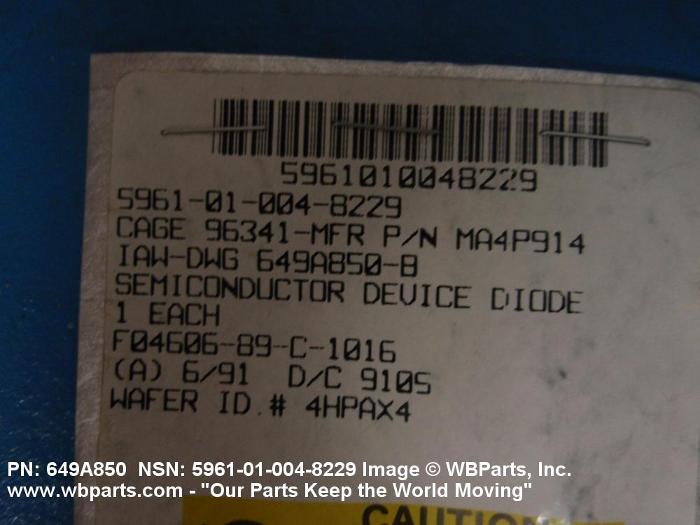 5961010048229
5961-01-004-8229
CAGE 96341-MFR P/N MA4P914
IAW-DWG 649A850-8
SEMICONDUCTOR DEVICE DIODE
1 EACH
F04606-89-C-1016
(A) 6/91 D/C 9105
WAFER ID.# 4HPAX4
PN: 649A850 NSN: 5961-01-004-8229 Image © WBParts, Inc.
www.wbparts.com - "Our Parts Keep the World Moving"
CAUTION